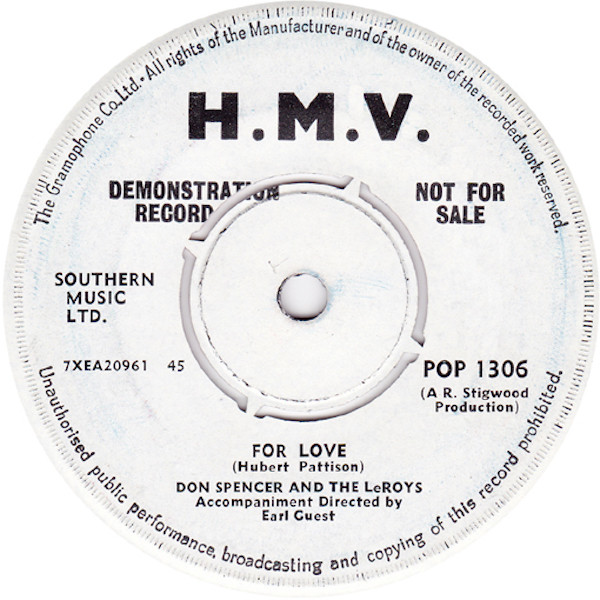 The Gramophone Co. Ltd. · All rights of the Manufacturer and of the owner of the recorded work reserved.
H.M.V.
DEMONSTRATION
RECORD
NOT FOR
SALE
SOUTHERN
MUSIC
LTD.
7XEA20961 45
POP 1306
(A R. Stigwood
Production)
FOR LOVE
(Hubert Pattison)
DON SPENCER AND THE LeROYS
Accompaniment Directed by
Earl Guest
Unauthorised public performance, broadcasting and copying of this record prohibited.